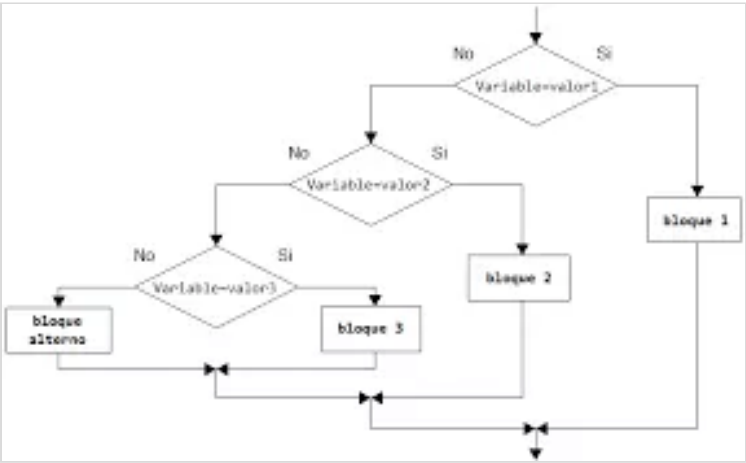 No
Si
Variable=valor1
No
Si
Variable=valor2
bloque 1
No
Si
bloque 2
Variable=valor3
bloque
alterno
bloque 3